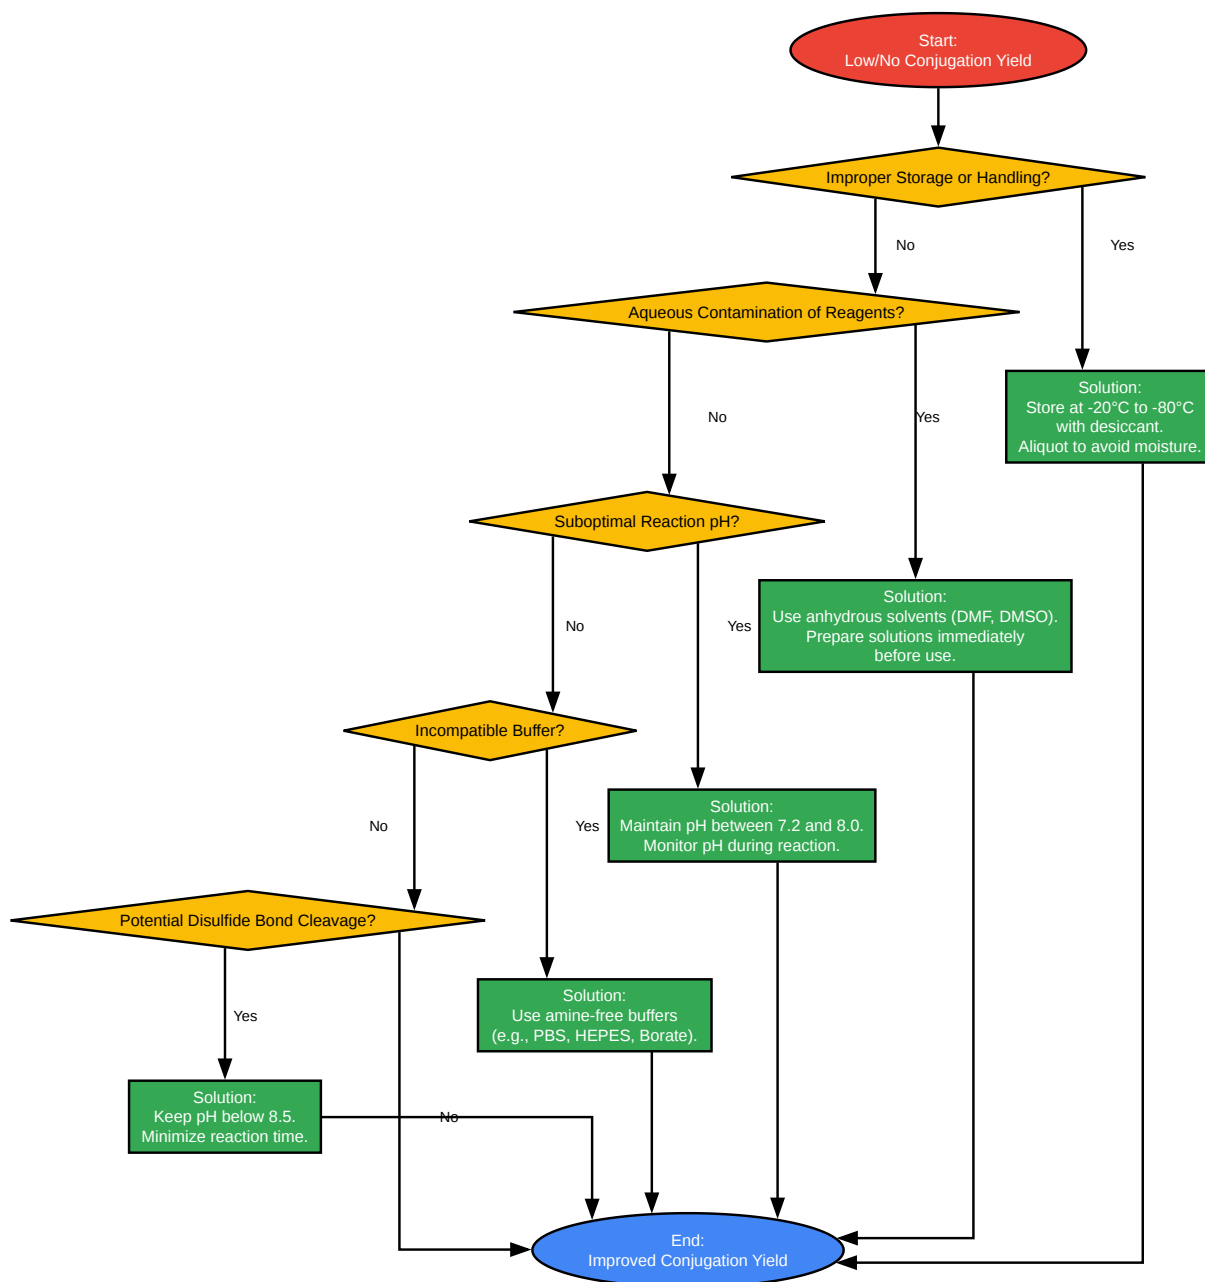 Start:
Low/No Conjugation Yield
Improper Storage or Handling?
No
Yes
Aqueous Contamination of Reagents?
Solution:
Store at -20°C to -80°C
with desiccant.
Aliquot to avoid moisture.
No
Yes
Suboptimal Reaction pH?
Solution:
Use anhydrous solvents (DMF, DMSO).
Prepare solutions immediately
before use.
No
Yes
Incompatible Buffer?
Solution:
Maintain pH between 7.2 and 8.0.
Monitor pH during reaction.
No
Yes
Potential Disulfide Bond Cleavage?
Solution:
Use amine-free buffers
(e.g., PBS, HEPES, Borate).
Yes
Solution:
Keep pH below 8.5.
Minimize reaction time.
No
End:
Improved Conjugation Yield